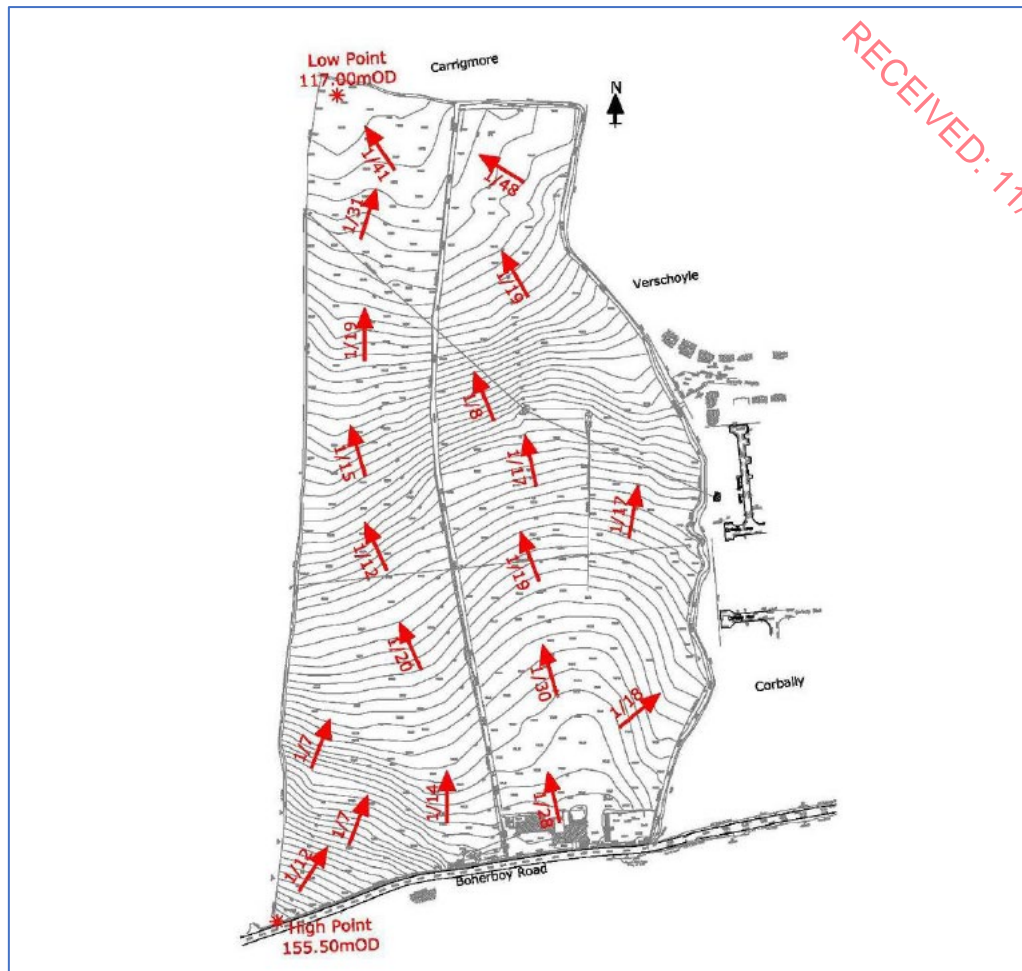 RECEIVED: 11/
Low Point
117.00mOD
Carrigmore
N
1/41
1/48
1/31
1/19
Verschoyle
1/19
1/8
1/15
1/17
1/17
1/12
1/19
1/20
1/30
1/18
Corbally
1/7
1/14
1/28
1/7
1/12
Boherboy Road
High Point
155.50mOD